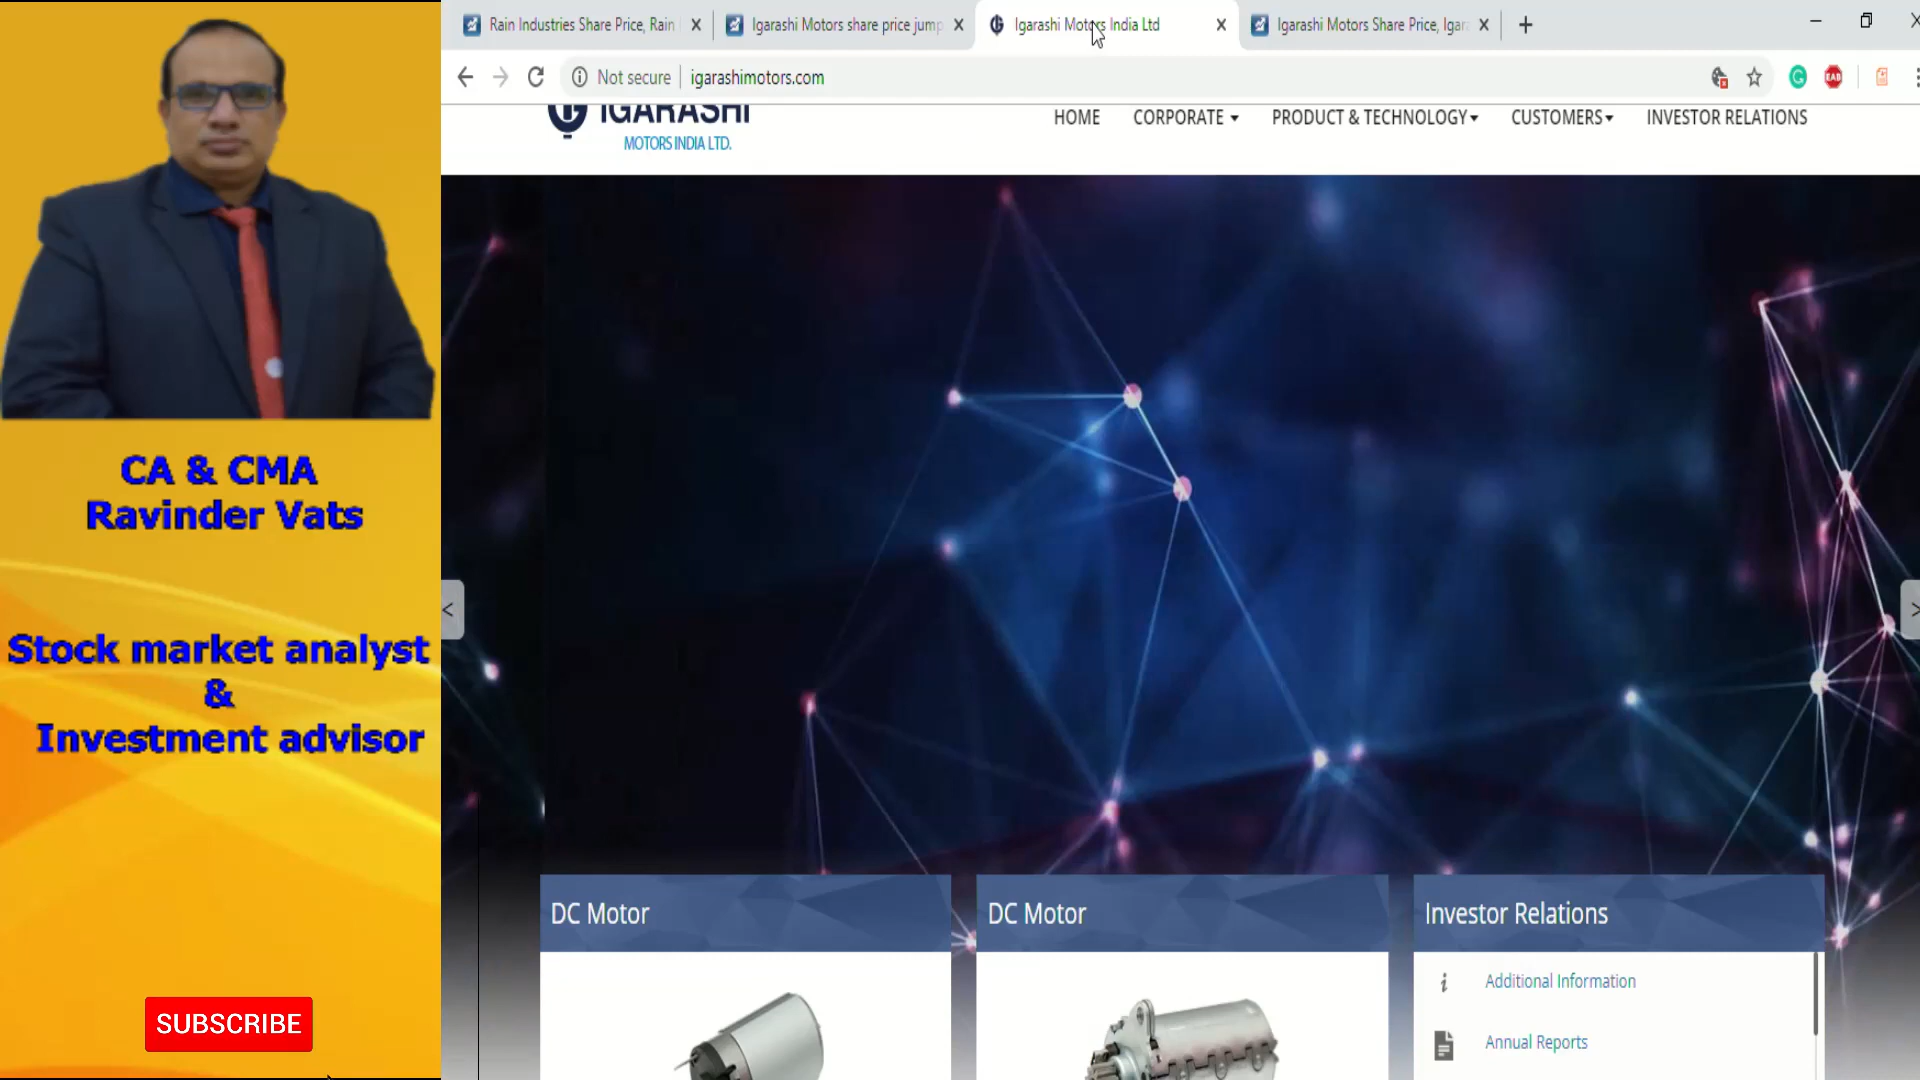 Rain Industries Share Price, Rain
Igarashi Motors share price jump
Igarashi Motors India Ltd
Igarashi Motors Share Price, Igar
Not secure
igarashimotors.com
IGARASHI
MOTORS INDIA LTD.
HOME
CORPORATE
PRODUCT & TECHNOLOGY
CUSTOMERS
INVESTOR RELATIONS
CA & CMA
Ravinder Vats
Stock market analyst
&
Investment advisor
SUBSCRIBE
<
>
DC Motor
DC Motor
Investor Relations
Additional Information
Annual Reports